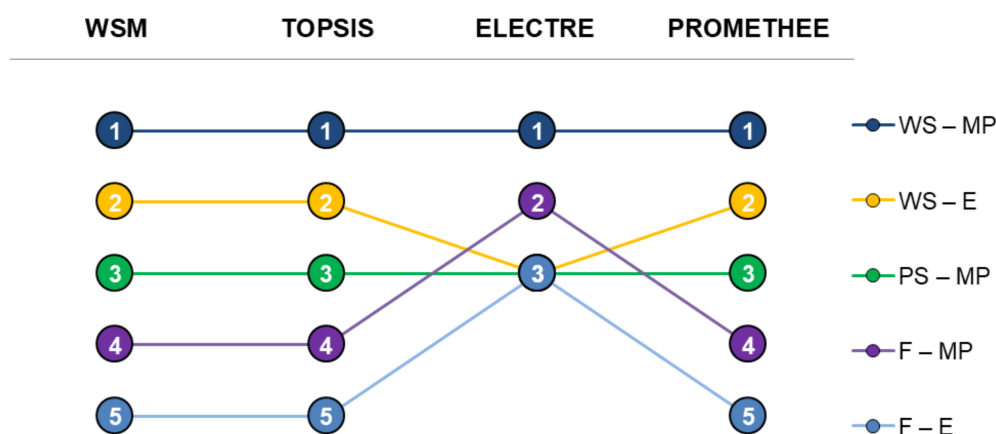 WSM TOPSIS ELECTRE PROMETHEE
1 1 1 1 WS – MP
2 2 2 2 WS – E
3 3 3 3 PS – MP
4 4 4 F – MP
5 5 5 F – E